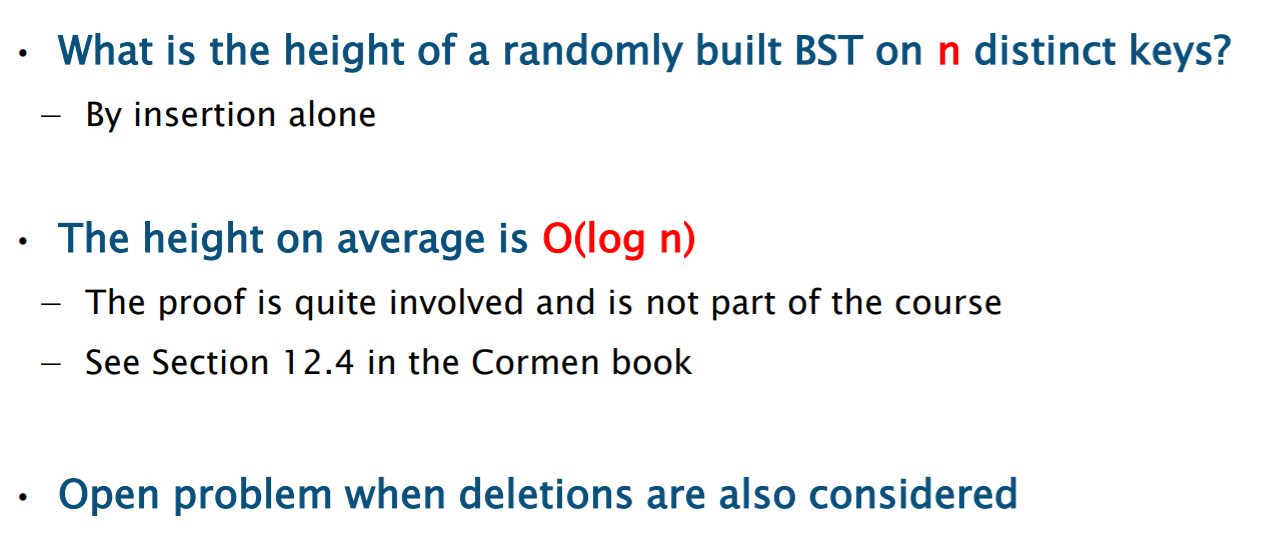 • What is the height of a randomly built BST on n distinct keys?
– By insertion alone
• The height on average is O(log n)
– The proof is quite involved and is not part of the course
– See Section 12.4 in the Cormen book
• Open problem when deletions are also considered